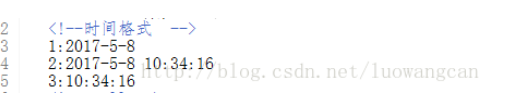 2 <!--时间格式 -->
3 1:2017-5-8
4 2:2017-5-8 10:34:16
http://blog.csdn.net/luowangcan
5 3:10:34:16